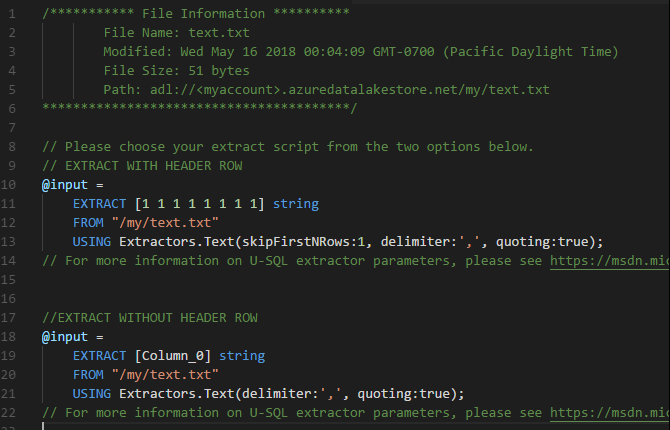 1 /*********** File Information **********
2 File Name: text.txt
3 Modified: Wed May 16 2018 00:04:09 GMT-0700 (Pacific Daylight Time)
4 File Size: 51 bytes
5 Path: adl://<myaccount>.azuredatalakestore.net/my/text.txt
6 ****************************************/
7
8 // Please choose your extract script from the two options below.
9 // EXTRACT WITH HEADER ROW
10 @input =
11 EXTRACT [1 1 1 1 1 1 1 1] string
12 FROM "/my/text.txt"
13 USING Extractors.Text(skipFirstNRows:1, delimiter:',', quoting:true);
14 // For more information on U-SQL extractor parameters, please see https://msdn.mic
15
16
17 //EXTRACT WITHOUT HEADER ROW
18 @input =
19 EXTRACT [Column_0] string
20 FROM "/my/text.txt"
21 USING Extractors.Text(delimiter:',', quoting:true);
22 // For more information on U-SQL extractor parameters, please see https://msdn.mic